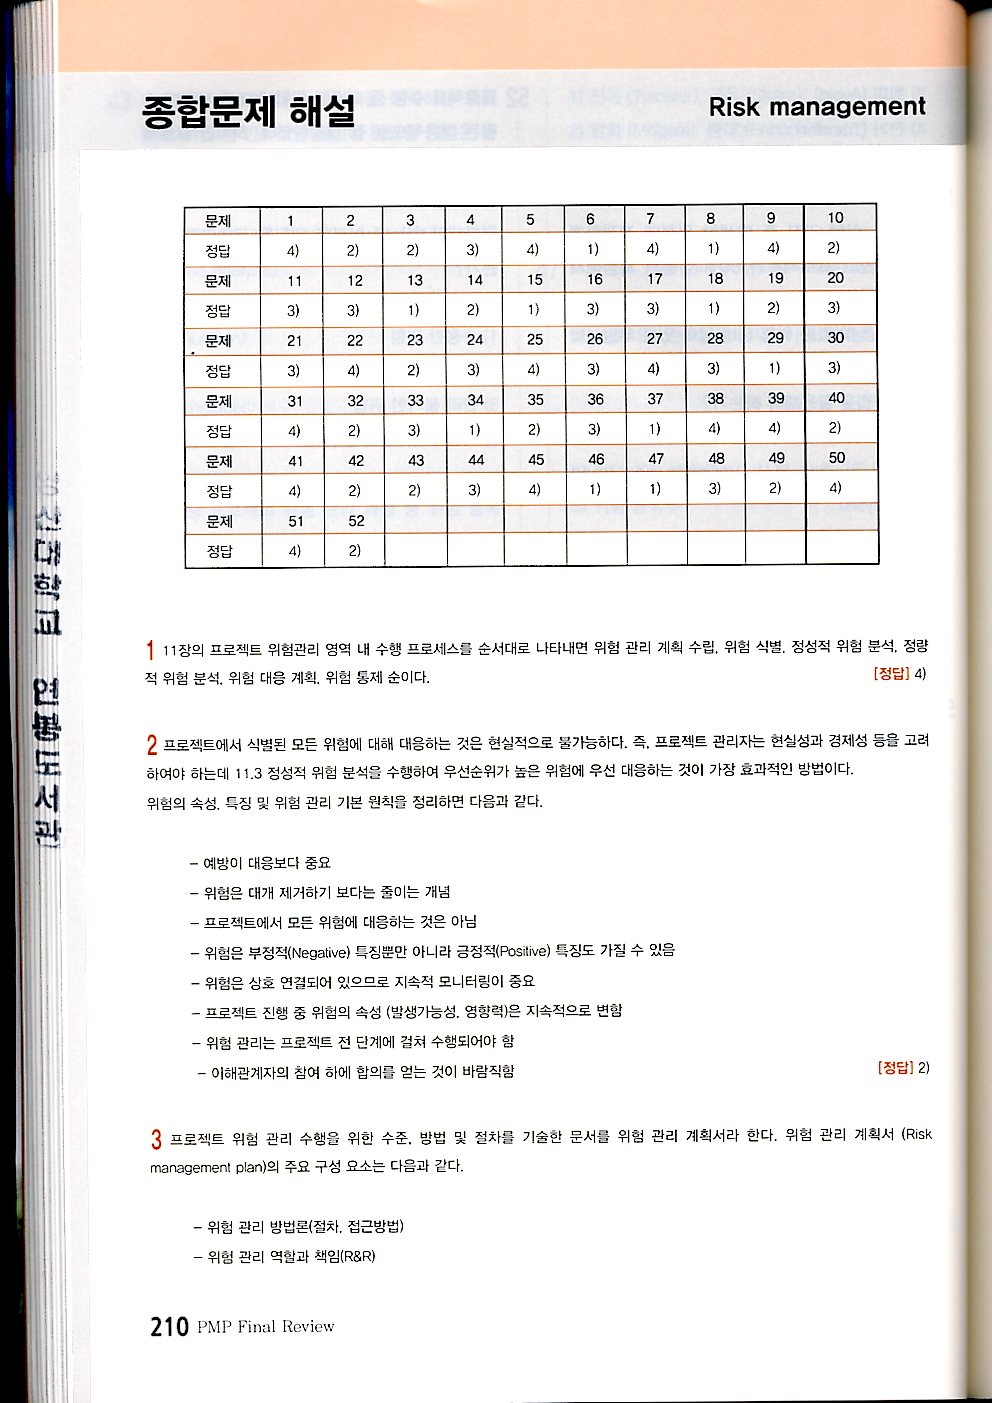 종합문제 해설
Risk management
문제 1 2 3 4 5 6 7 8 9 10
정답 4) 2) 2) 3) 4) 1) 4) 1) 4) 2)
문제 11 12 13 14 15 16 17 18 19 20
정답 3) 3) 1) 2) 1) 3) 3) 1) 2) 3)
문제 21 22 23 24 25 26 27 28 29 30
정답 3) 4) 2) 3) 4) 3) 4) 3) 1) 3)
문제 31 32 33 34 35 36 37 38 39 40
정답 4) 2) 3) 1) 2) 3) 1) 4) 4) 2)
문제 41 42 43 44 45 46 47 48 49 50
정답 4) 2) 2) 3) 4) 1) 1) 3) 2) 4)
문제 51 52
정답 4) 2)
1 11장의 프로젝트 위험관리 영역 내 수행 프로세스를 순서대로 나타내면 위험 관리 계획 수립, 위험 식별, 정성적 위험 분석, 정량
적 위험 분석, 위험 대응 계획, 위험 통제 순이다. [정답] 4)
2 프로젝트에서 식별된 모든 위험에 대해 대응하는 것은 현실적으로 불가능하다. 즉, 프로젝트 관리자는 현실성과 경제성 등을 고려
하여야 하는데 11.3 정성적 위험 분석을 수행하여 우선순위가 높은 위험에 우선 대응하는 것이 가장 효과적인 방법이다.
위험의 속성, 특징 및 위험 관리 기본 원칙을 정리하면 다음과 같다.
– 예방이 대응보다 중요
– 위험은 대개 제거하기 보다는 줄이는 개념
– 프로젝트에서 모든 위험에 대응하는 것은 아님
– 위험은 부정적(Negative) 특징뿐만 아니라 긍정적(Positive) 특징도 가질 수 있음
– 위험은 상호 연결되어 있으므로 지속적 모니터링이 중요
– 프로젝트 진행 중 위험의 속성 (발생가능성, 영향력)은 지속적으로 변함
– 위험 관리는 프로젝트 전 단계에 걸쳐 수행되어야 함
– 이해관계자의 참여 하에 합의를 얻는 것이 바람직함 [정답] 2)
3 프로젝트 위험 관리 수행을 위한 수준, 방법 및 절차를 기술한 문서를 위험 관리 계획서라 한다. 위험 관리 계획서 (Risk
management plan)의 주요 구성 요소는 다음과 같다.
– 위험 관리 방법론(절차, 접근방법)
– 위험 관리 역할과 책임(R&R)
210 PMP Final Review